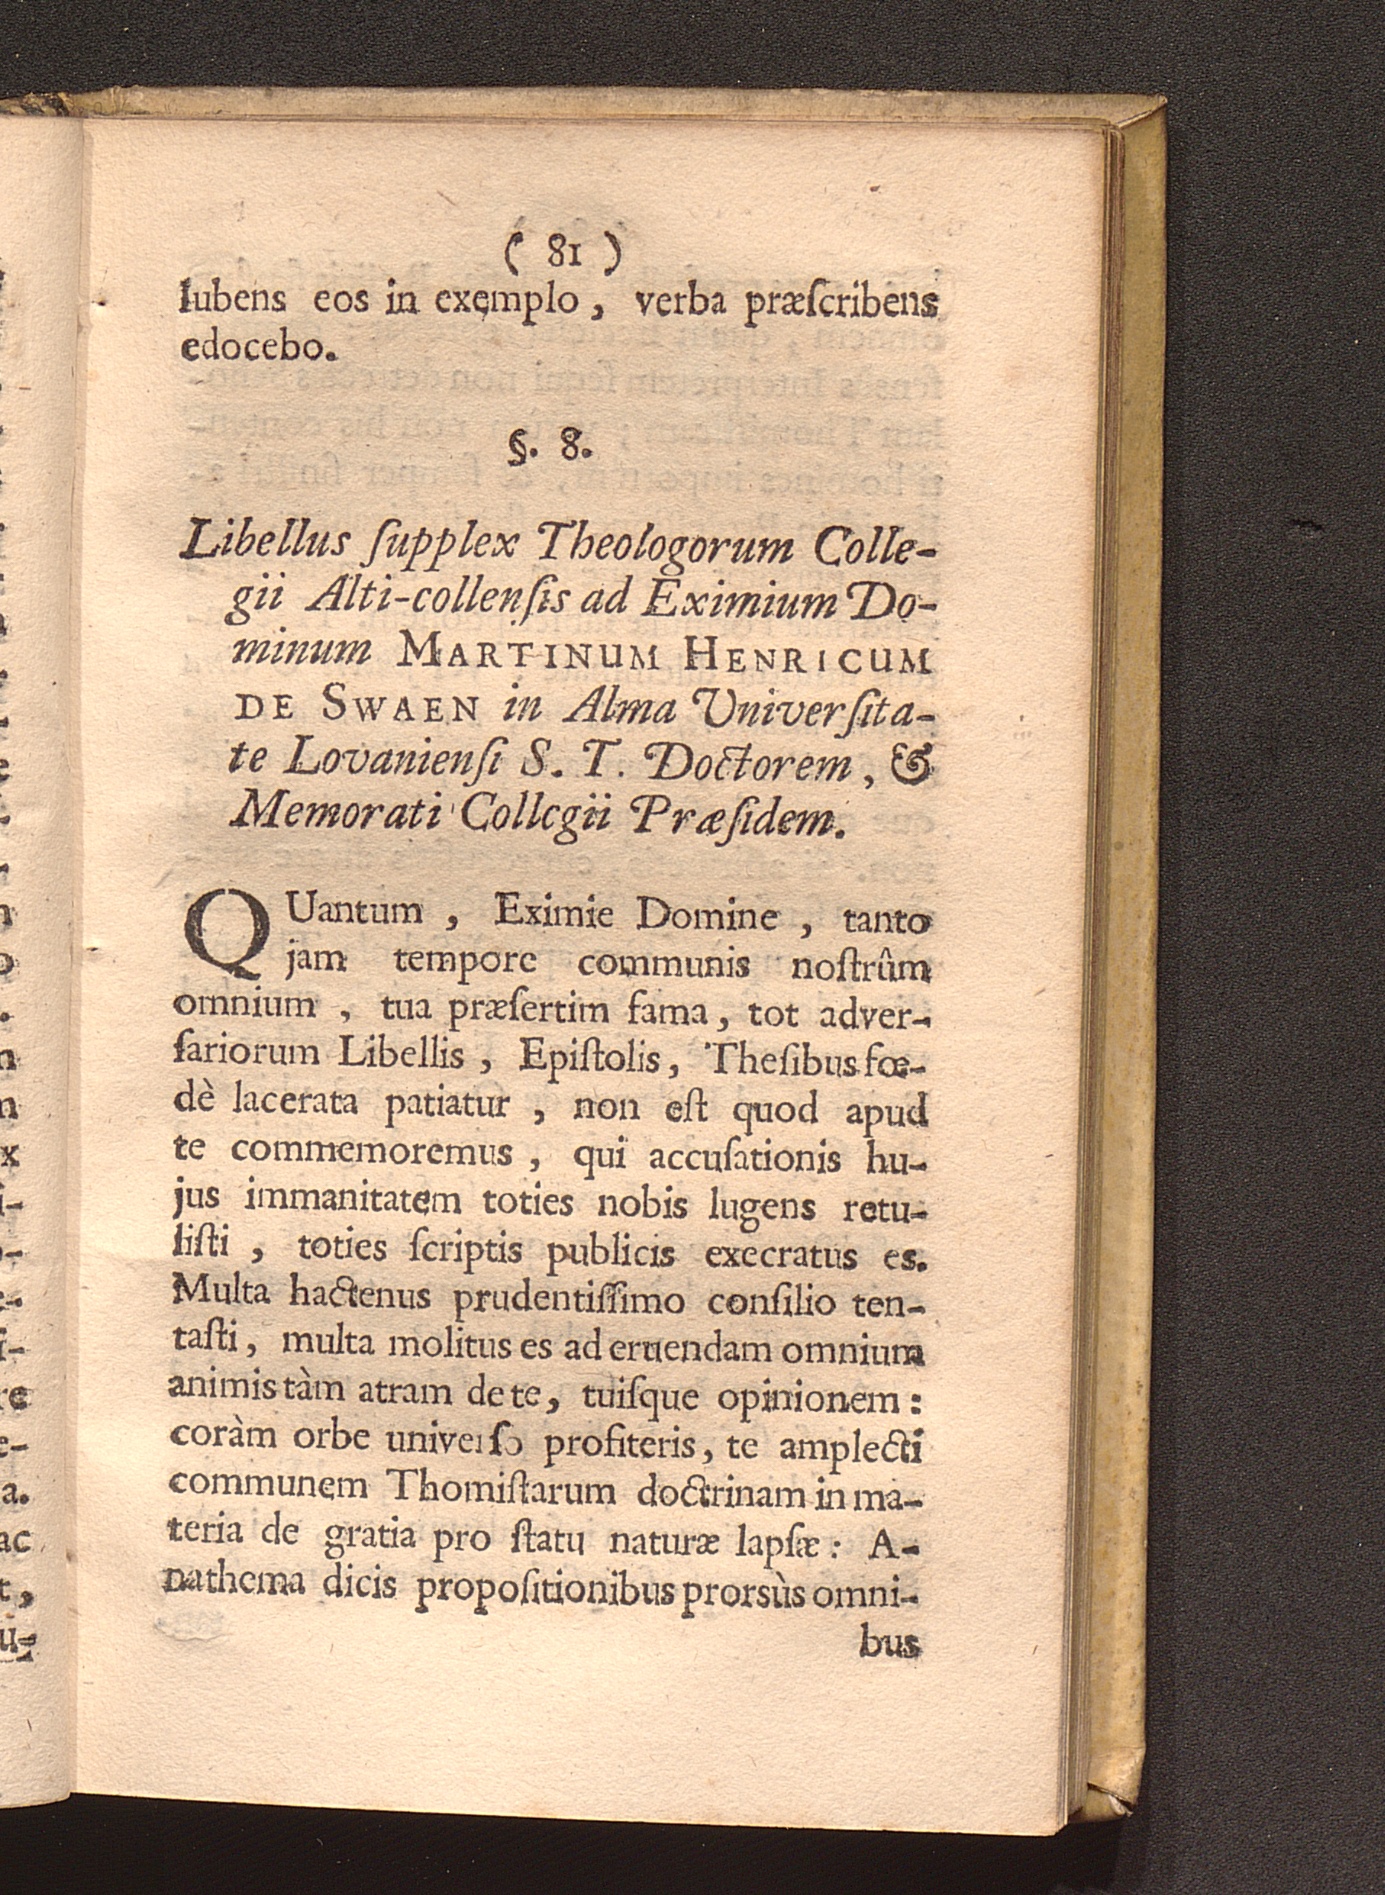 ( 81 )
lubens eos in exemplo, verba præſcribens
edocebo.
§. 8.
Libellus ſupplex Theologorum Colle-
gii Alti-collenſis ad Eximium Do-
minum MARTINUM HENRICUM
DE SWAEN in Alma Univerſita-
te Lovanienſi S. T. Doctorem, &
Memorati Collegii Præſidem.
QUantum, Eximie Domine, tanto
jam tempore communis noſtrûm
omnium, tua præſertim fama, tot adver-
ſariorum Libellis, Epiſtolis, Theſibus fœ-
dè lacerata patiatur, non eſt quod apud
te commemoremus, qui accuſationis hu-
jus immanitatem toties nobis lugens retu-
liſti, toties ſcriptis publicis execratus es.
Multa hactenus prudentiſſimo conſilio ten-
taſti, multa molitus es ad eruendam omnium
animis tàm atram de te, tuiſque opinionem:
coràm orbe univerſo profiteris, te amplecti
communem Thomiſtarum doctrinam in ma-
teria de gratia pro ſtatu naturæ lapſæ: A-
nathema dicis propoſitionibus prorsùs omni-
bus